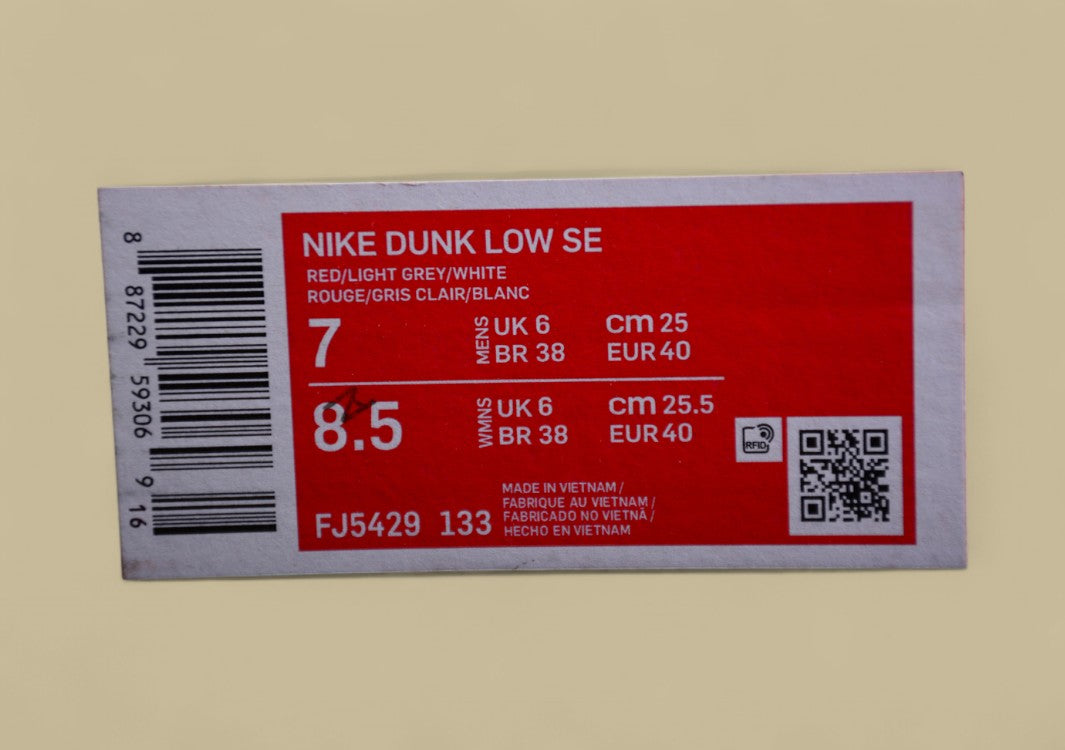 NIKE DUNK LOW SE
RED/LIGHT GREY/WHITE
ROUGE/GRIS CLAIR/BLANC
7 MENS UK 6 cm 25
BR 38 EUR 40
8.5 WMNS UK 6 cm 25.5
BR 38 EUR 40
RFID
FJ5429 133
MADE IN VIETNAM /
FABRIQUE AU VIETNAM /
FABRICADO NO VIETNÃ /
HECHO EN VIETNAM
8 87229 59306 9 16